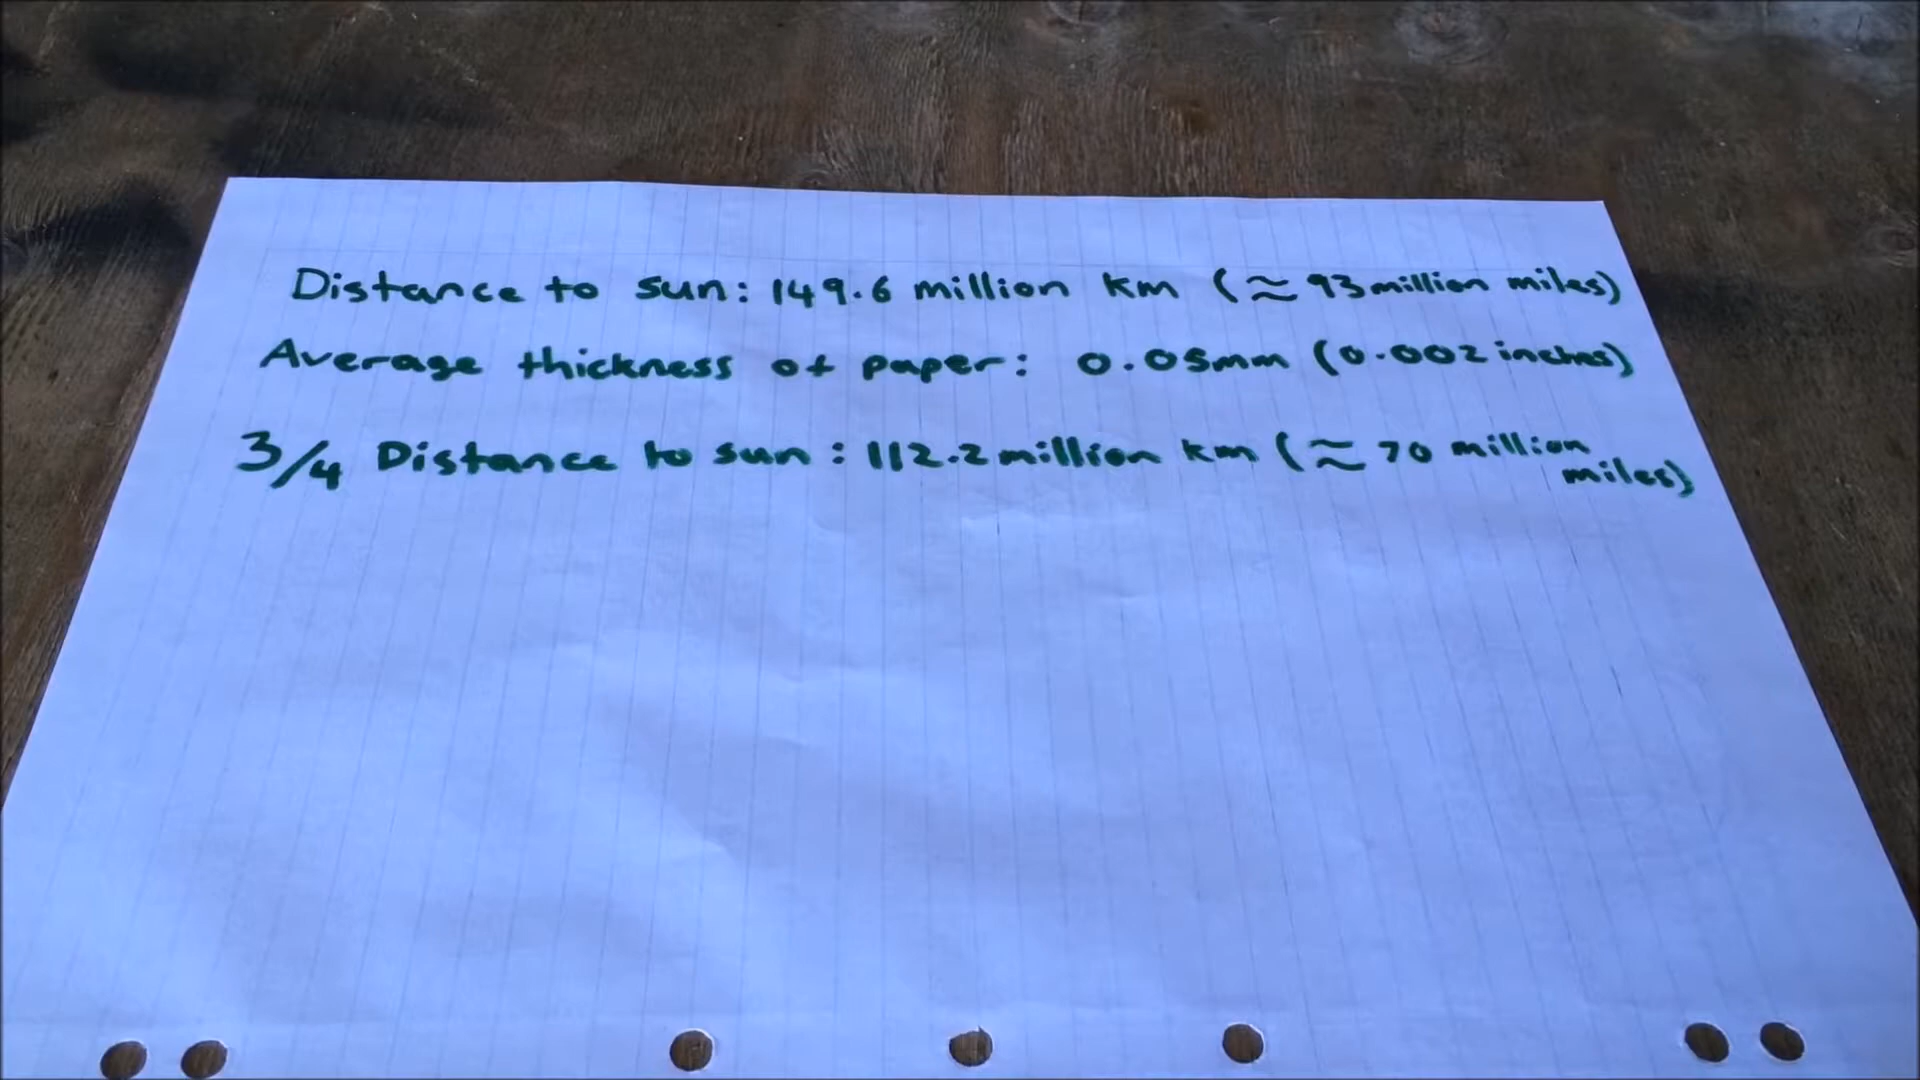 Distance to sun: 149.6 million km (≈ 93 million miles)
Average thickness of paper: 0.05mm (0.002 inches)
3/4 Distance to sun: 112.2 million km (≈ 70 million
miles)